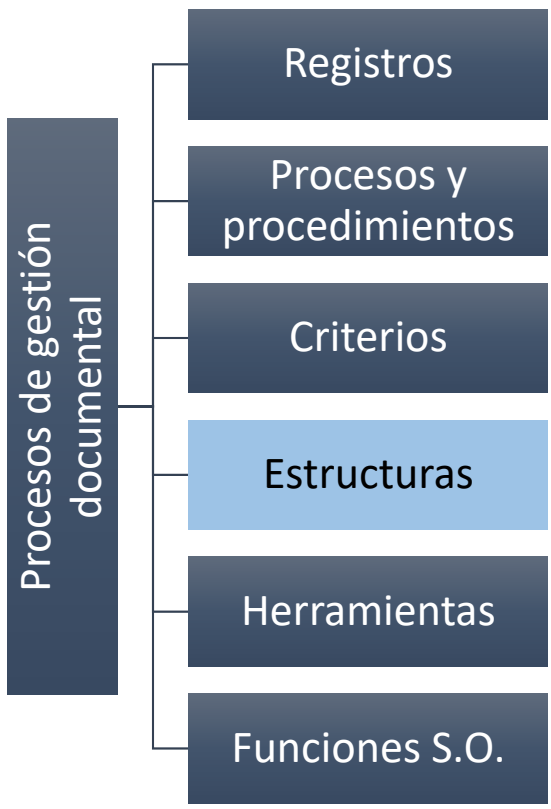 Procesos de gestión
documental
Registros
Procesos y
procedimientos
Criterios
Estructuras
Herramientas
Funciones S.O.